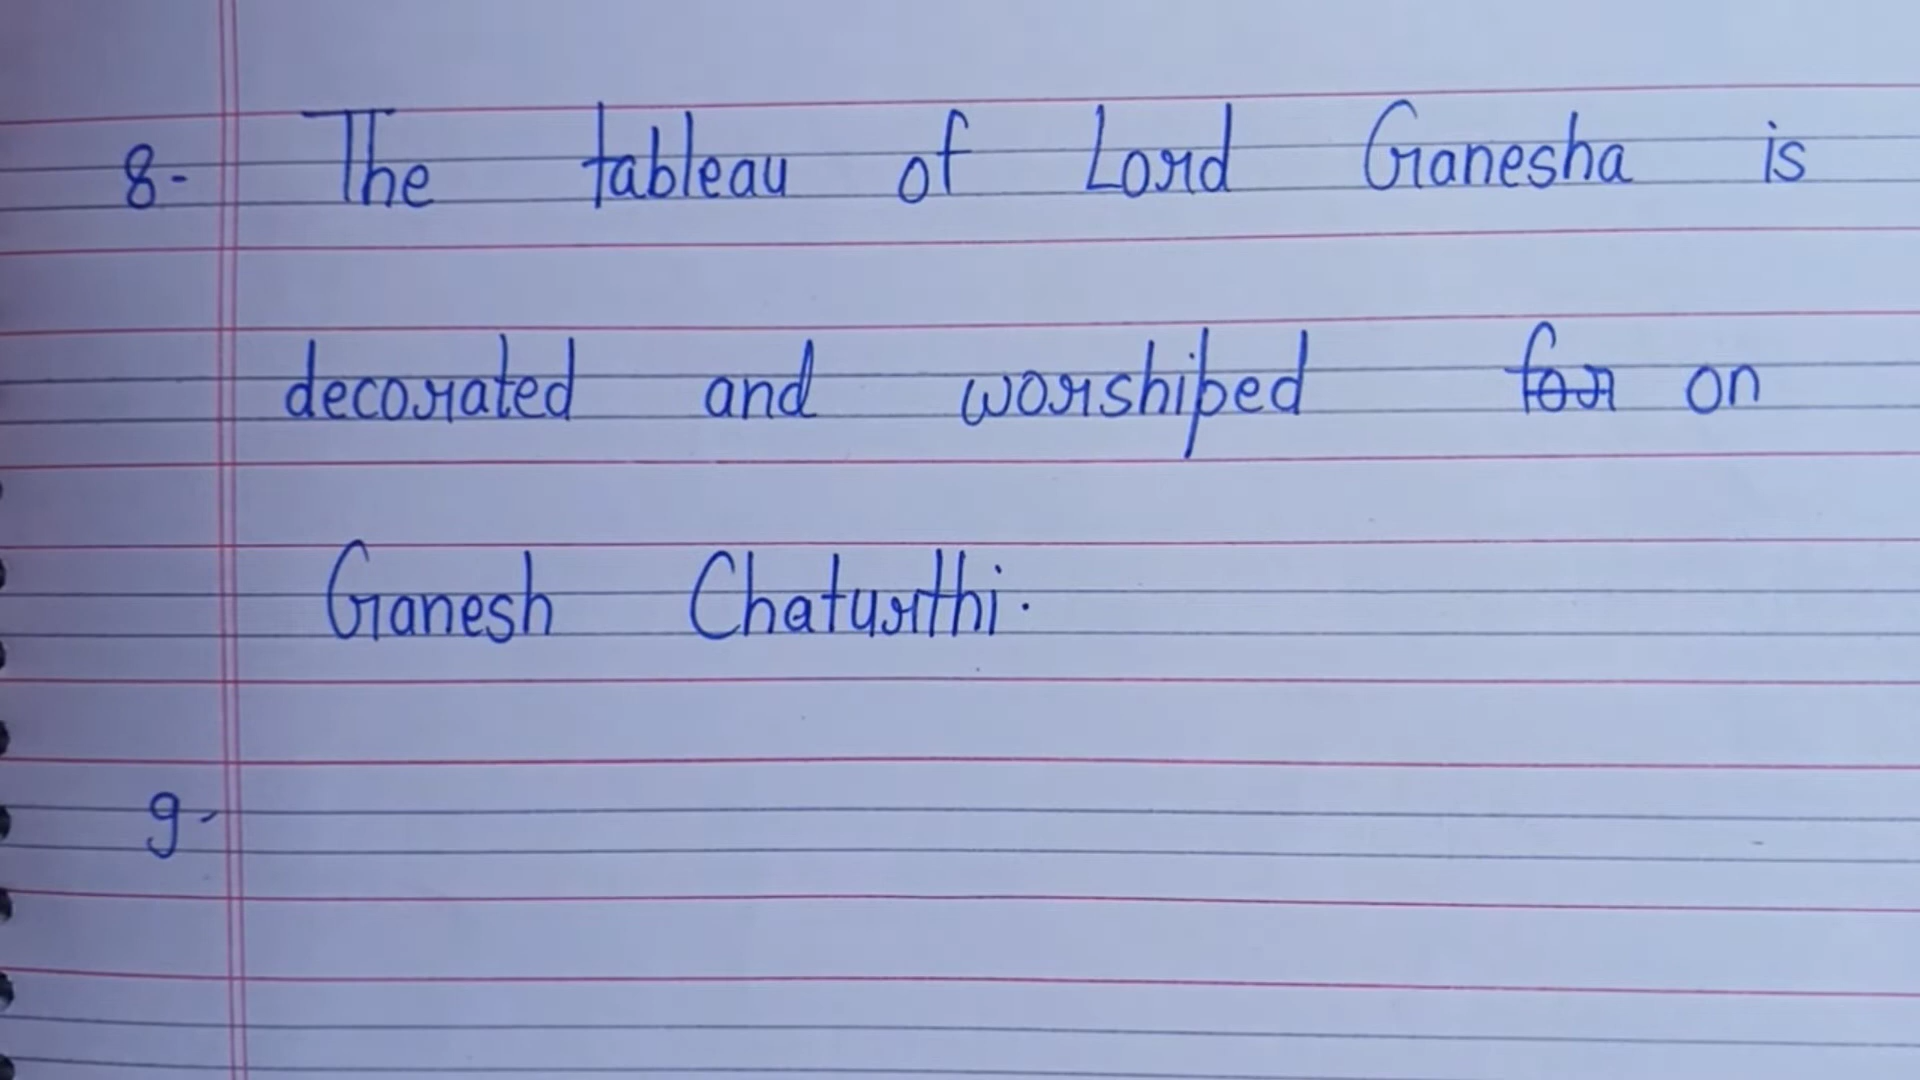 8- The tableau of Lord Ganesha is
decorated and worshiped for on
Ganesh Chaturthi.
9-